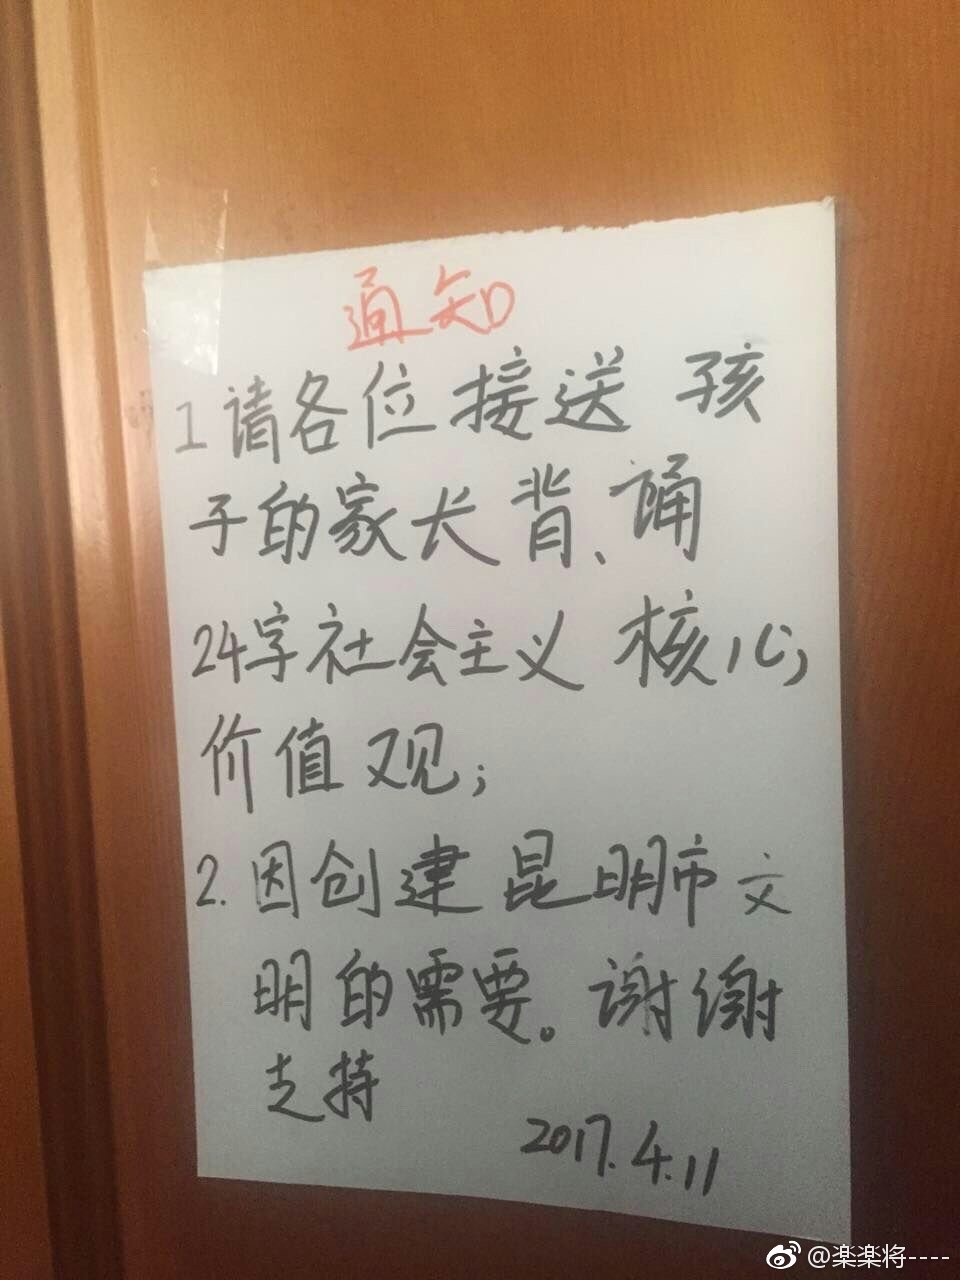 通知
1请各位接送孩
子的家长背、诵
24字社会主义核心
价值观;
2.因创建昆明市文
明的需要。谢谢
支持
2017.4.11
@楽楽将----